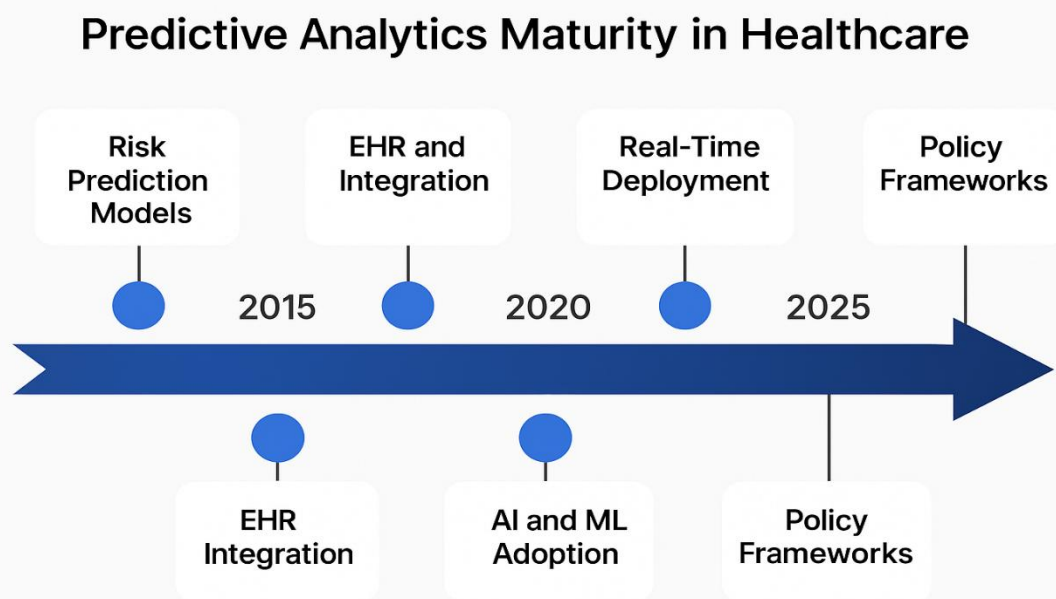 Predictive Analytics Maturity in Healthcare
Risk
Prediction
Models
EHR and
Integration
Real-Time
Deployment
Policy
Frameworks
2015
2020
2025
EHR
Integration
AI and ML
Adoption
Policy
Frameworks